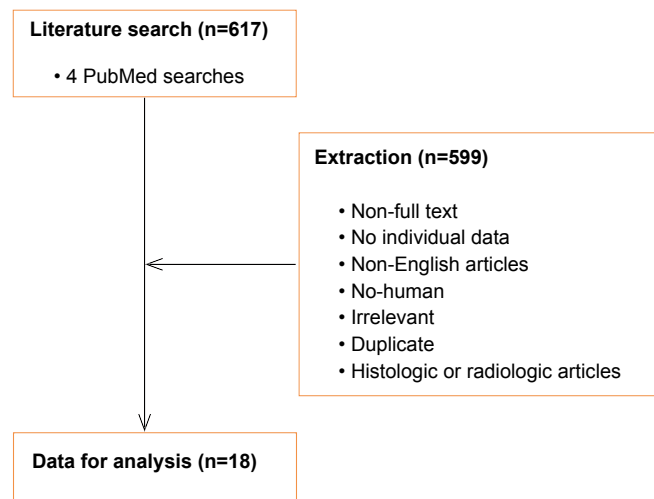 Literature search (n=617)
• 4 PubMed searches
Extraction (n=599)
• Non-full text
• No individual data
• Non-English articles
• No-human
• Irrelevant
• Duplicate
• Histologic or radiologic articles
Data for analysis (n=18)